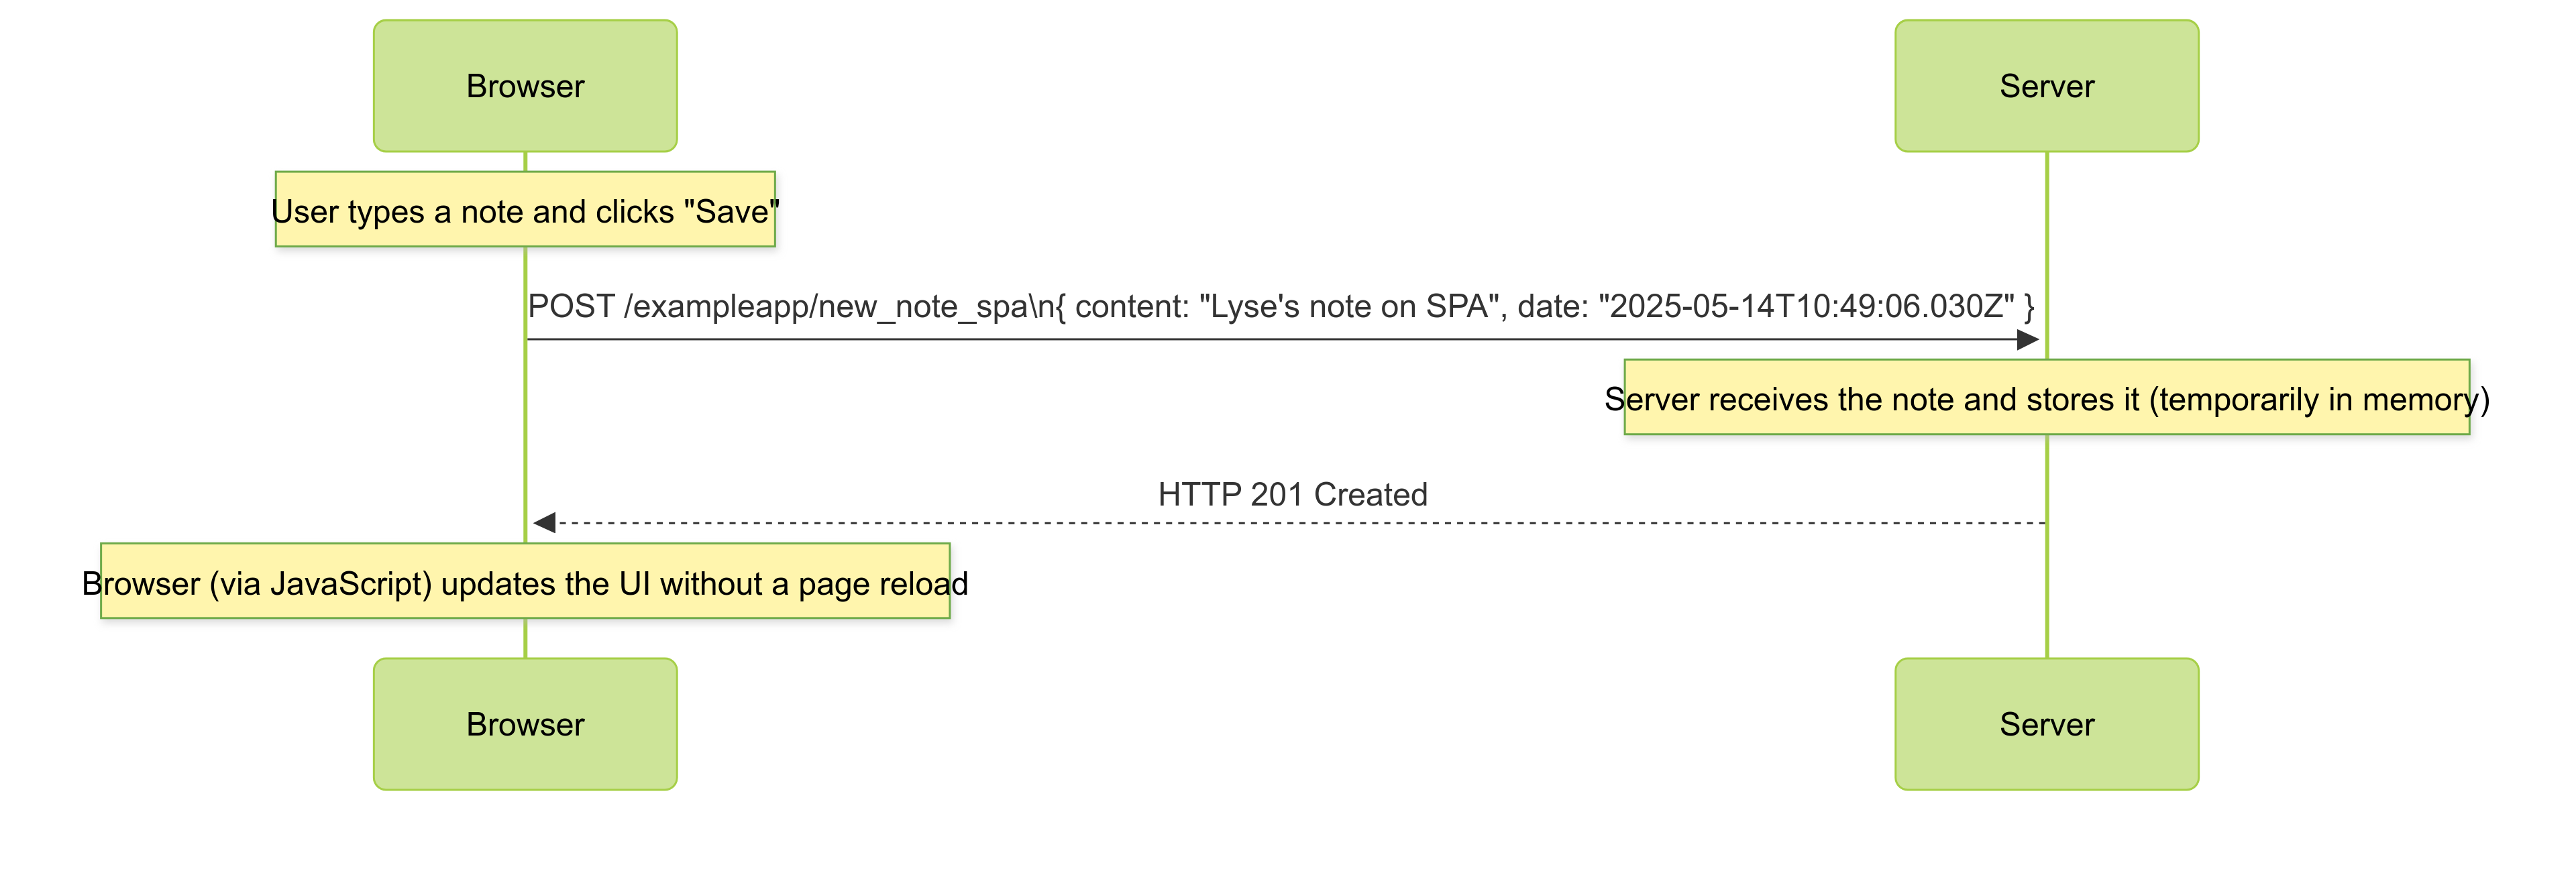 Browser
Server
User types a note and clicks "Save"
POST /exampleapp/new_note_spa\n{ content: "Lyse's note on SPA", date: "2025-05-14T10:49:06.030Z" }
Server receives the note and stores it (temporarily in memory)
HTTP 201 Created
Browser (via JavaScript) updates the UI without a page reload
Browser
Server